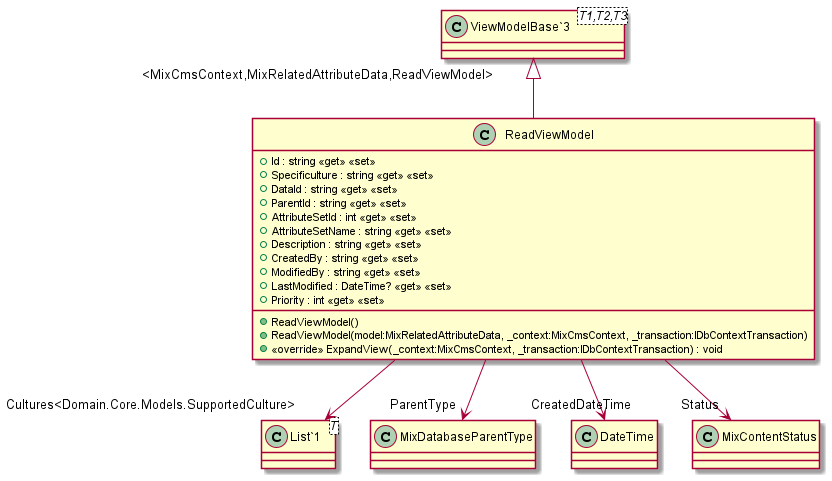 C ViewModelBase`3 T1,T2,T3
<MixCmsContext,MixRelatedAttributeData,ReadViewModel>
C ReadViewModel
Id : string «get» «set»
Specificulture : string «get» «set»
DataId : string «get» «set»
ParentId : string «get» «set»
AttributeSetId : int «get» «set»
AttributeSetName : string «get» «set»
Description : string «get» «set»
CreatedBy : string «get» «set»
ModifiedBy : string «get» «set»
LastModified : DateTime? «get» «set»
Priority : int «get» «set»
ReadViewModel()
ReadViewModel(model:MixRelatedAttributeData, _context:MixCmsContext, _transaction:IDbContextTransaction)
«override» ExpandView(_context:MixCmsContext, _transaction:IDbContextTransaction) : void
Cultures<Domain.Core.Models.SupportedCulture> ParentType CreatedDateTime Status
C List`1 T C MixDatabaseParentType C DateTime C MixContentStatus